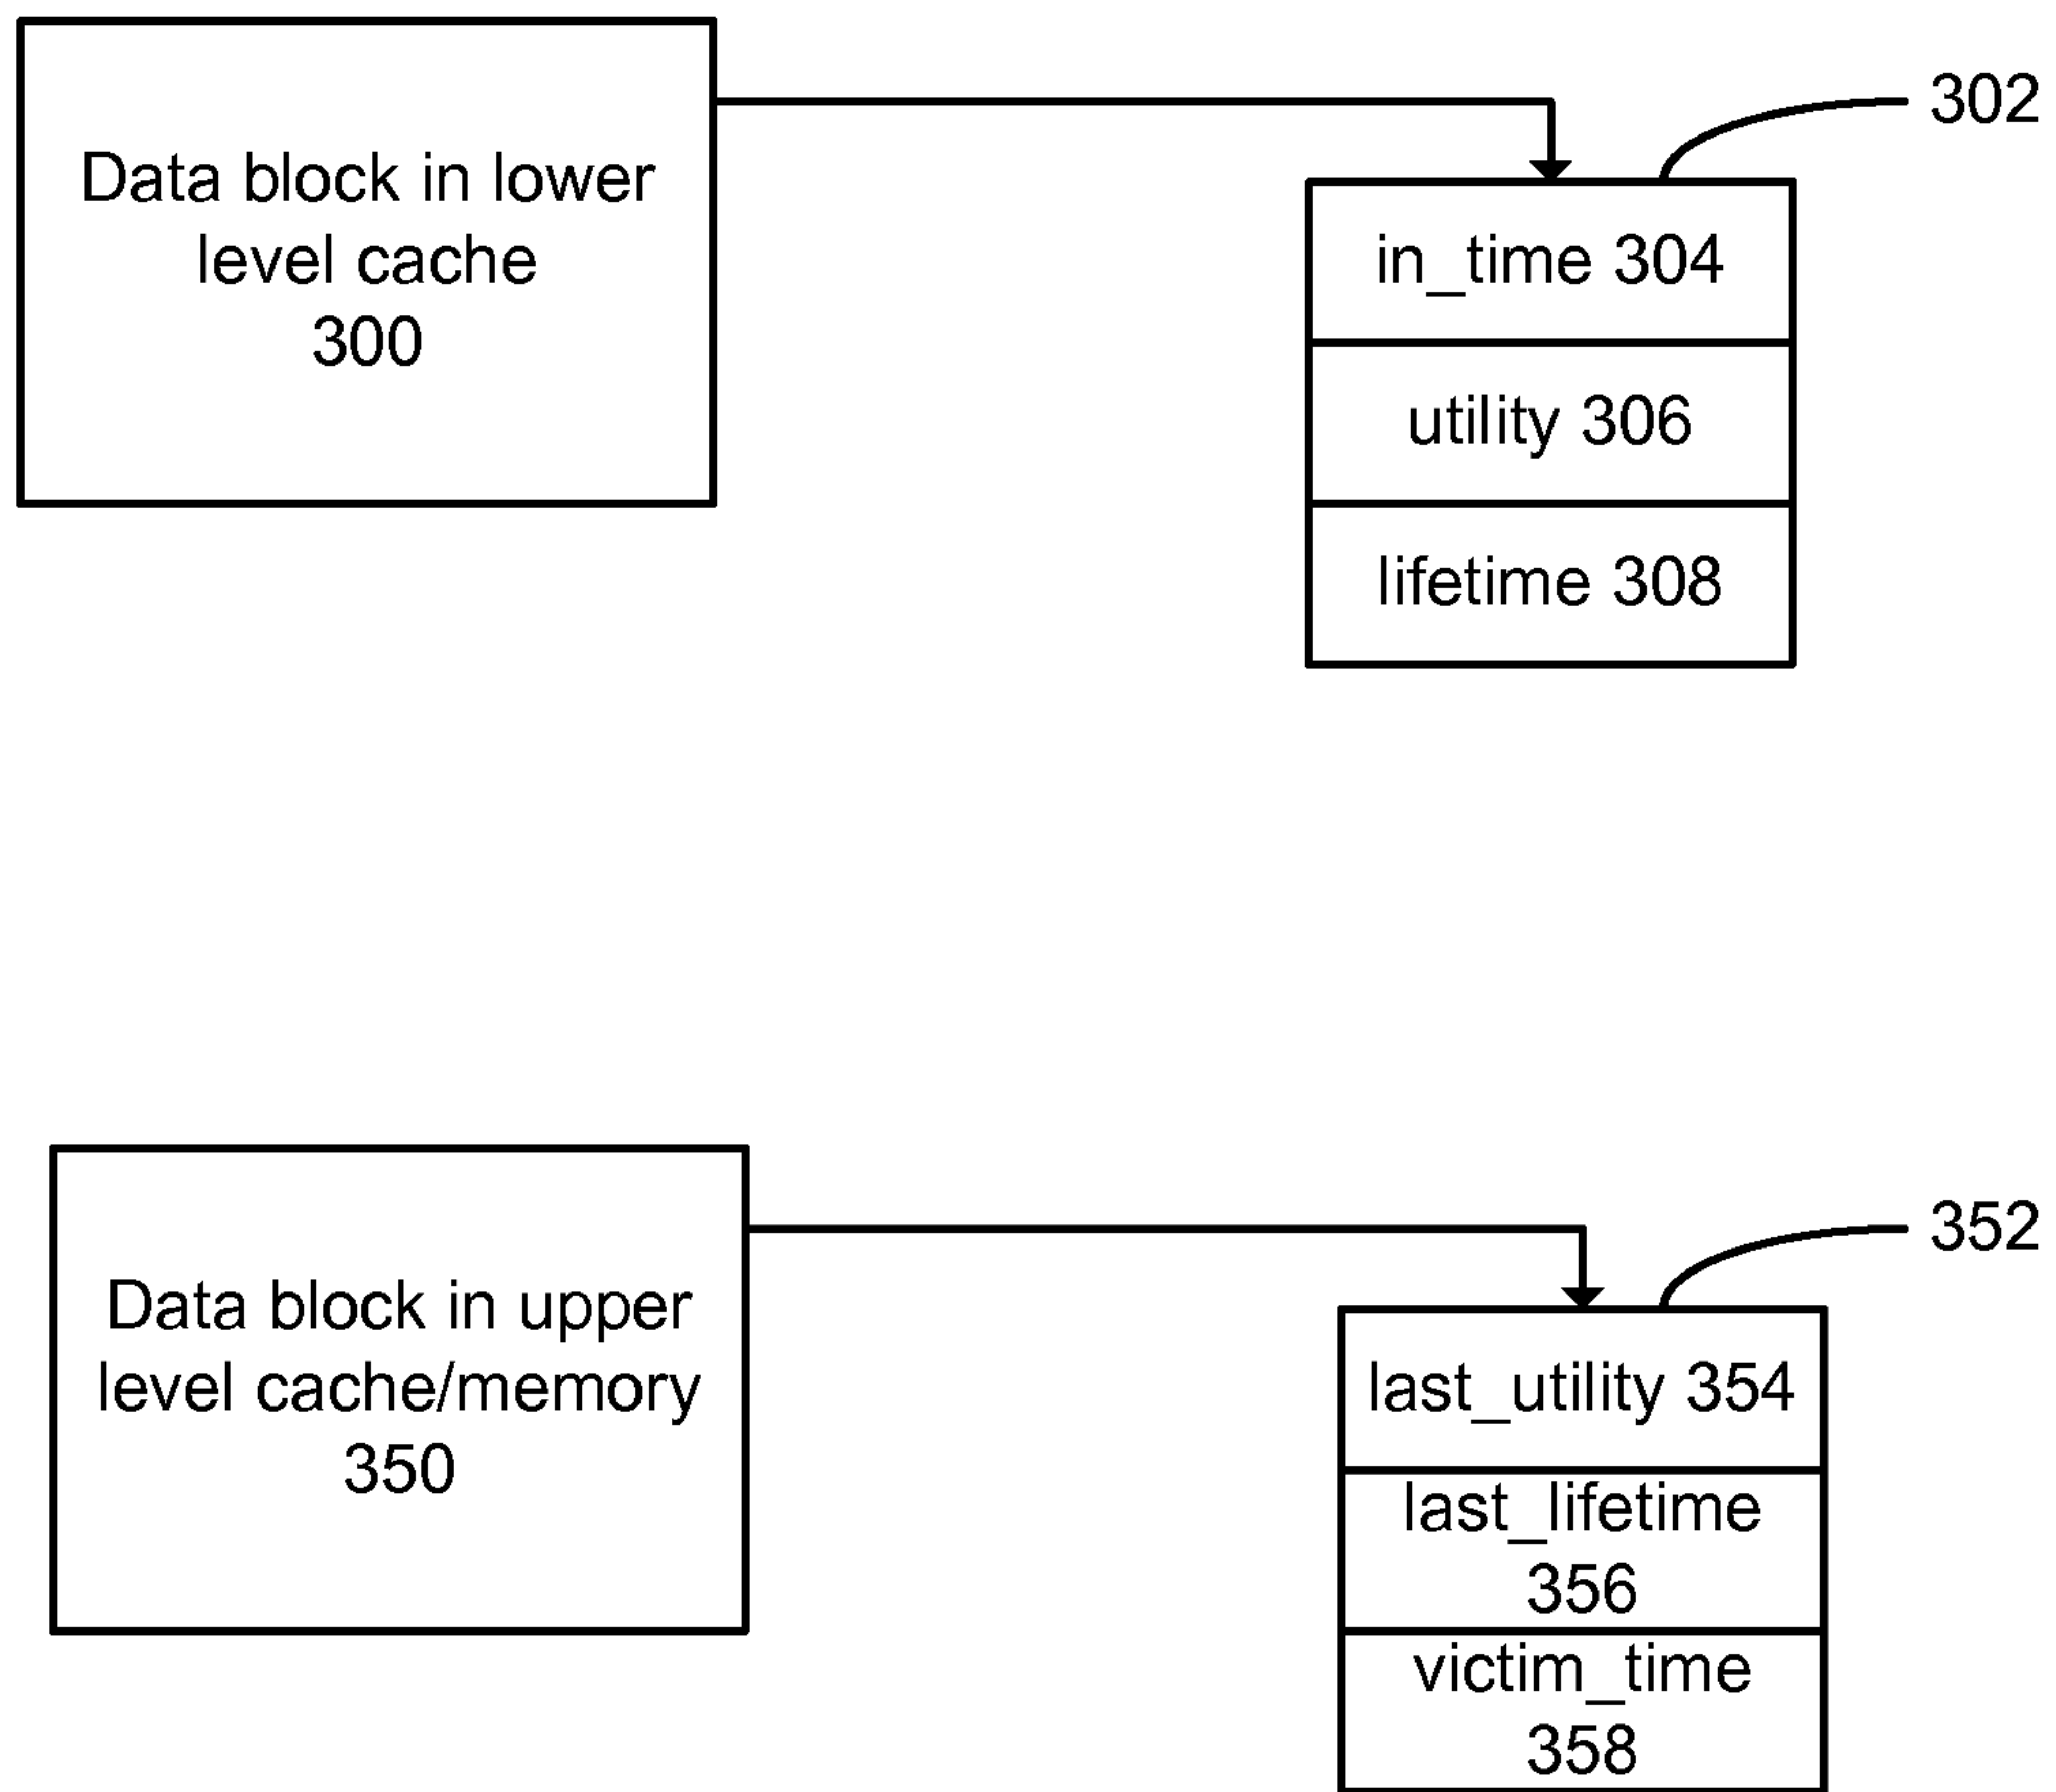 Data block in lower
level cache
300
302
in_time 304
utility 306
lifetime 308
Data block in upper
level cache/memory
350
352
last_utility 354
last_lifetime
356
victim_time
358